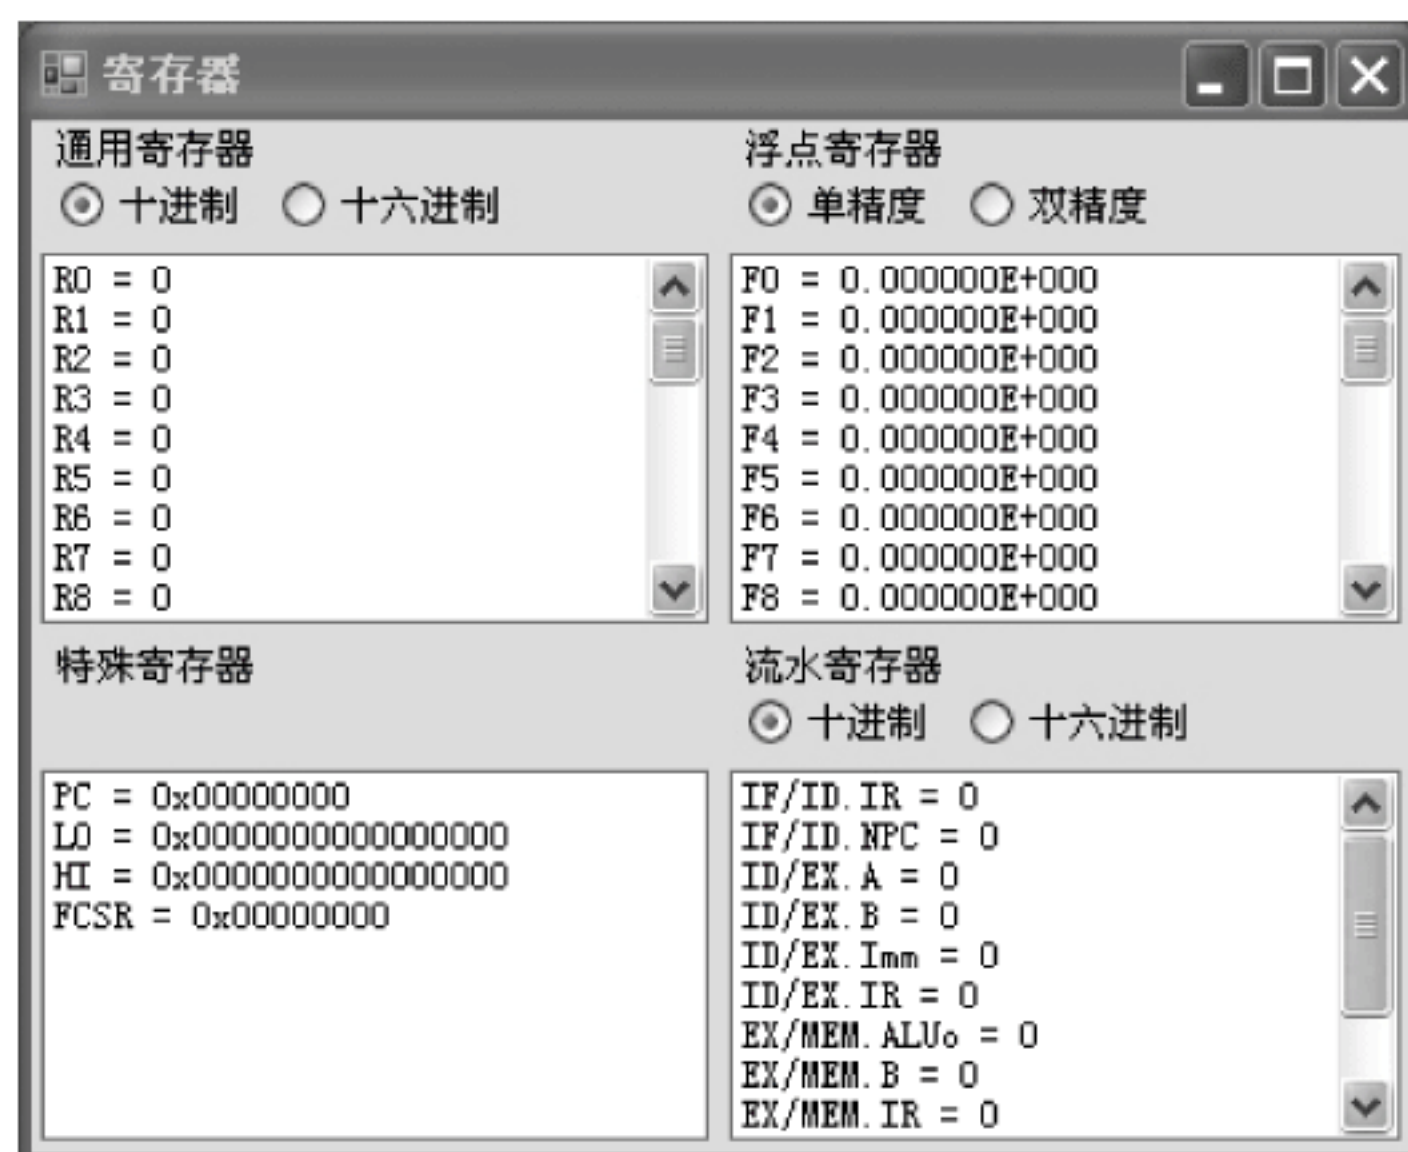 寄存器
通用寄存器
十进制 十六进制
R0 = 0
R1 = 0
R2 = 0
R3 = 0
R4 = 0
R5 = 0
R6 = 0
R7 = 0
R8 = 0
浮点寄存器
单精度 双精度
F0 = 0.000000E+000
F1 = 0.000000E+000
F2 = 0.000000E+000
F3 = 0.000000E+000
F4 = 0.000000E+000
F5 = 0.000000E+000
F6 = 0.000000E+000
F7 = 0.000000E+000
F8 = 0.000000E+000
特殊寄存器
PC = 0x00000000
LO = 0x0000000000000000
HI = 0x0000000000000000
FCSR = 0x00000000
流水寄存器
十进制 十六进制
IF/ID.IR = 0
IF/ID.NPC = 0
ID/EX.A = 0
ID/EX.B = 0
ID/EX.Imm = 0
ID/EX.IR = 0
EX/MEM.ALUo = 0
EX/MEM.B = 0
EX/MEM.IR = 0